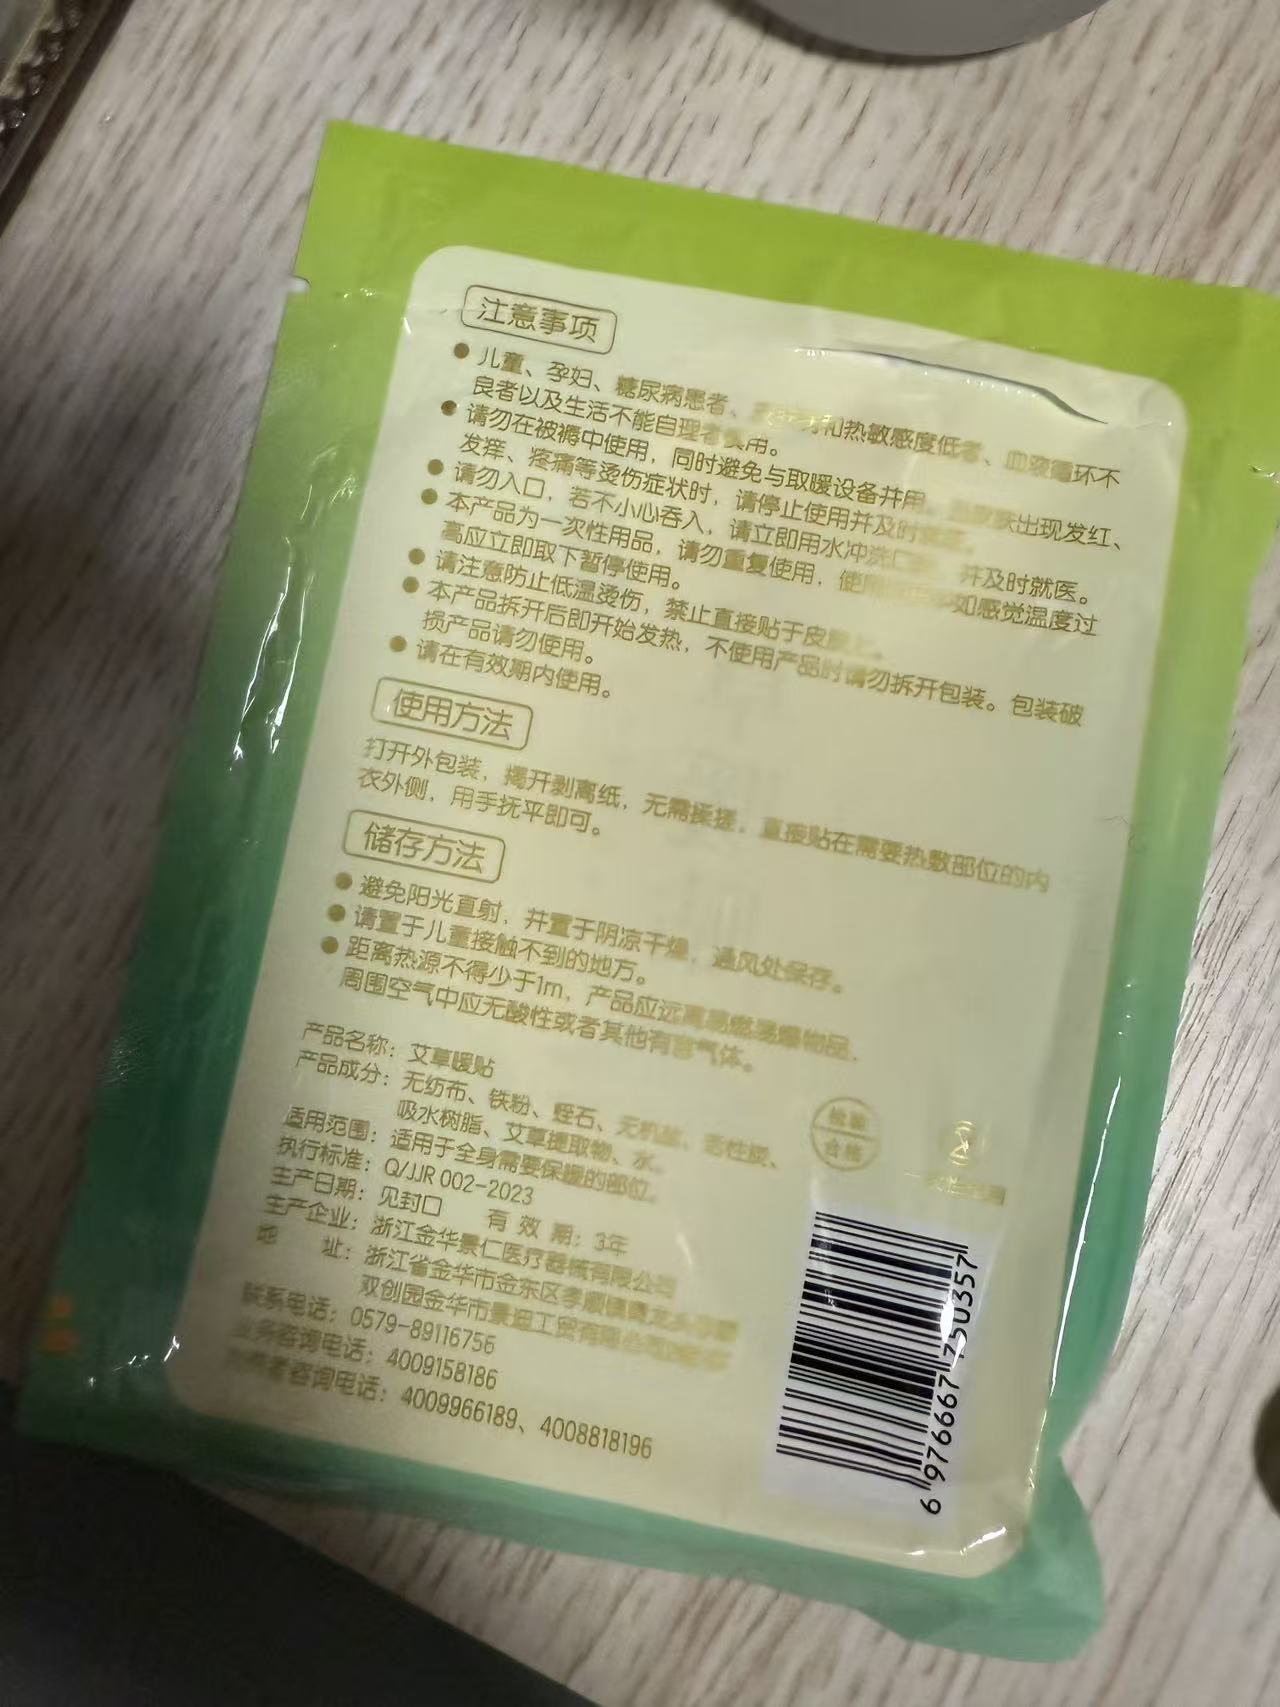 注意事项
● 儿童、孕妇、糖尿病患者、和热敏感度低者、血液循环不
良者以及生活不能自理者用。
● 请勿在被褥中使用，同时避免与取暖设备并用。出现发红、
发痒、疼痛等烫伤症状时，请停止使用并及时
● 请勿入口，若不小心吞入，请立即用水冲洗口，并及时就医。
● 本产品为一次性用品，请勿重复使用，使用如感觉温度过
高应立即取下暂停使用。
● 请注意防止低温烫伤，禁止直接贴于皮
● 本产品拆开后即开始发热，不使用产品时请勿拆开包装。包装破
损产品请勿使用。
● 请在有效期内使用。
使用方法
打开外包装，揭开剥离纸，无需揉搓，直接贴在需要热敷部位的内
衣外侧，用手抚平即可。
储存方法
● 避免阳光直射，并置于阴凉干燥，通风处保存。
● 请置于儿童接触不到的地方。
● 距离热源不得少于1m，产品应远离易燃易爆物品，
周围空气中应无酸性或者其他有害气体。
产品名称：艾草暖贴
产品成分：无纺布、铁粉、蛭石、无机盐、活性炭、
吸水树脂、艾草提取物、水。
适用范围：适用于全身需要保暖的部位。
执行标准：Q/JJR 002-2023
生产日期：见封口 有效期：3年
生产企业：浙江金华景仁医疗器械有限公司
地 址：浙江省金华市金东区孝顺镇
双创园金华市景迪工贸有限公司
联系电话：0579-89116756
咨询电话：4009158186
咨询电话：4009966189、4008818196
检验
合格
6 976667 750357